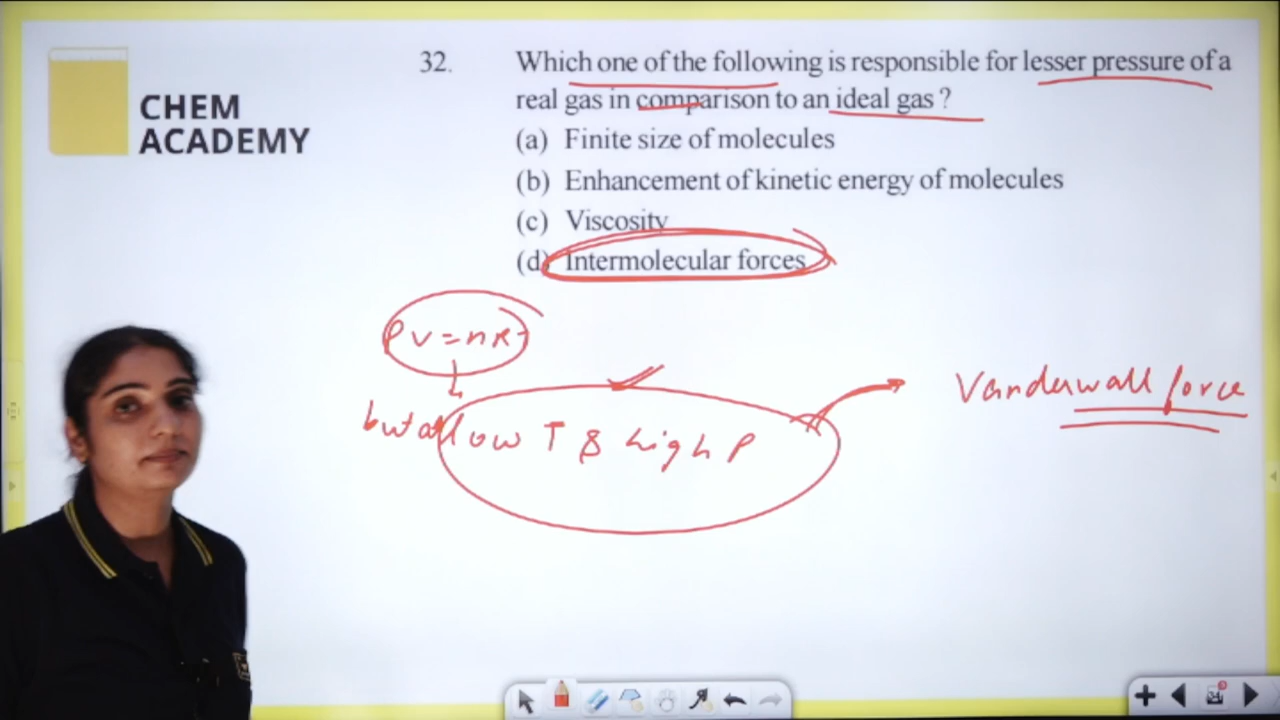 CHEM
ACADEMY
32. Which one of the following is responsible for lesser pressure of a
real gas in comparison to an ideal gas ?
(a) Finite size of molecules
(b) Enhancement of kinetic energy of molecules
(c) Viscosity
(d) Intermolecular forces
PV=nRT
but at low T & high P
Vanderwall force